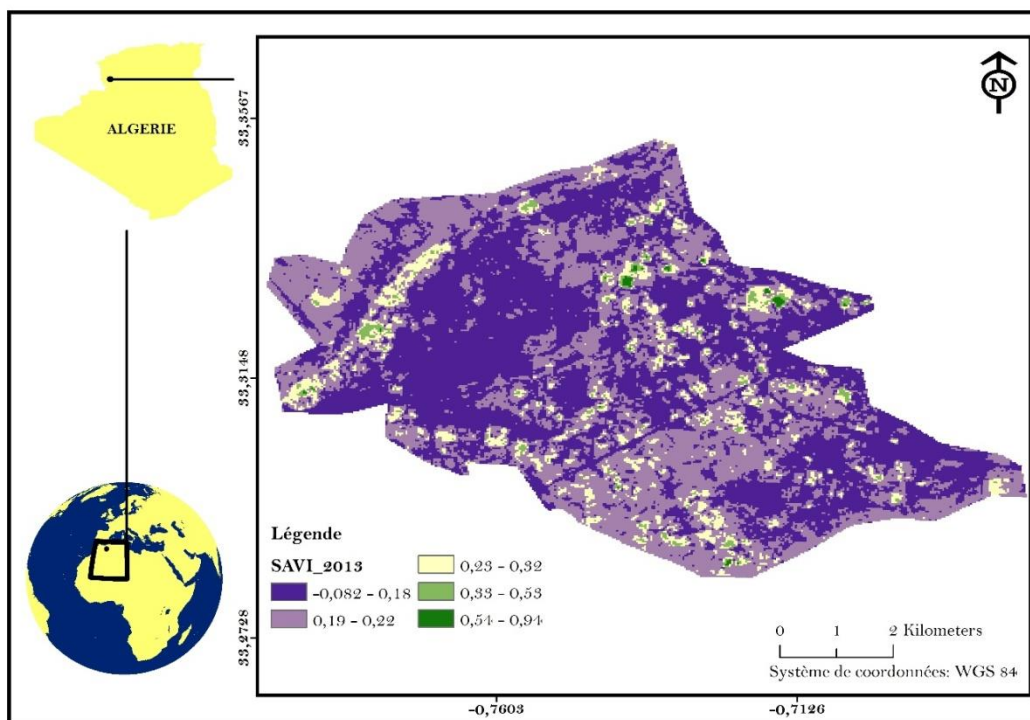 ALGERIE
N
33,3567
33,3148
33,2728
Légende
SAVI_2013
-0,082 - 0,18
0,19 - 0,22
0,23 - 0,32
0,33 - 0,53
0,54 - 0,94
0 1 2 Kilometers
Système de coordonnées: WGS 84
-0,7603
-0,7126